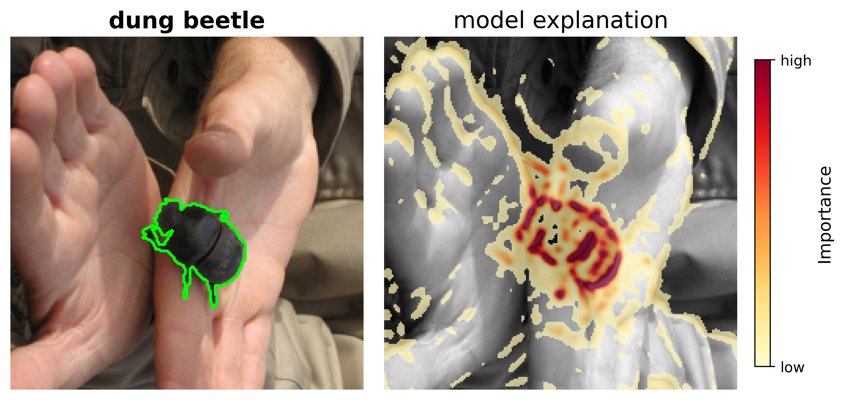 dung beetle
model explanation
high
Importance
low